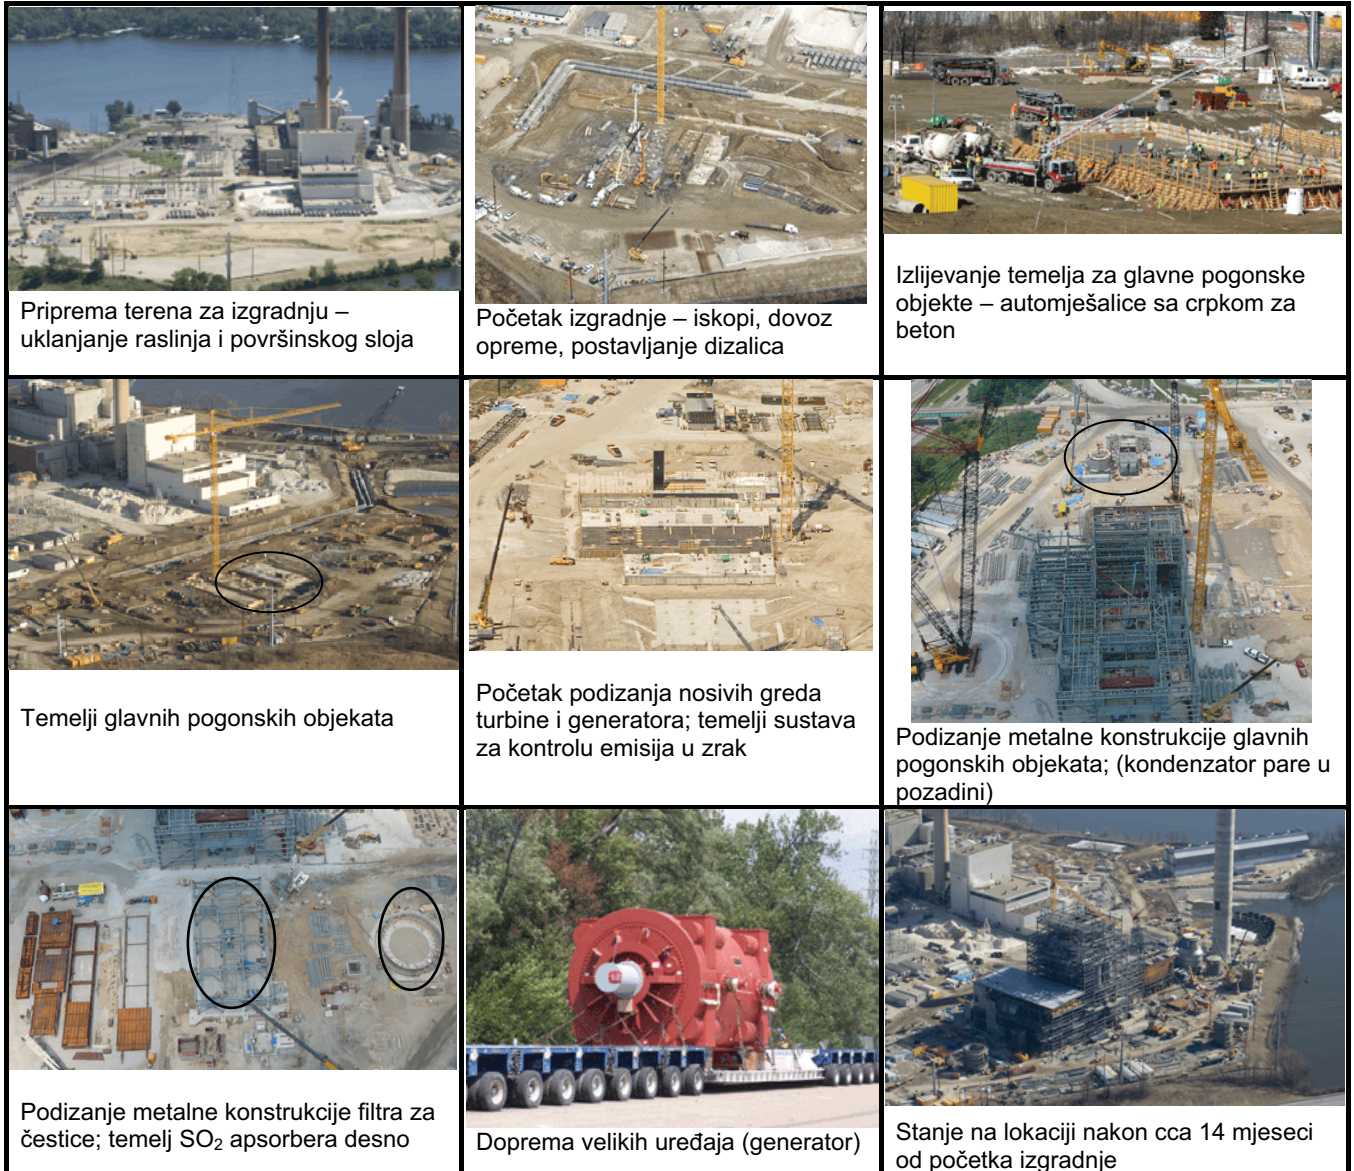 Priprema terena za izgradnju –
uklanjanje raslinja i površinskog sloja
Početak izgradnje – iskopi, dovoz
opreme, postavljanje dizalica
Izlijevanje temelja za glavne pogonske
objekte – automješalice sa crpkom za
beton
Temelji glavnih pogonskih objekata
Početak podizanja nosivih greda
turbine i generatora; temelji sustava
za kontrolu emisija u zrak
Podizanje metalne konstrukcije glavnih
pogonskih objekata; (kondenzator pare u
pozadini)
Podizanje metalne konstrukcije filtra za
čestice; temelj SO₂ apsorbera desno
Doprema velikih uređaja (generator)
Stanje na lokaciji nakon cca 14 mjeseci
od početka izgradnje